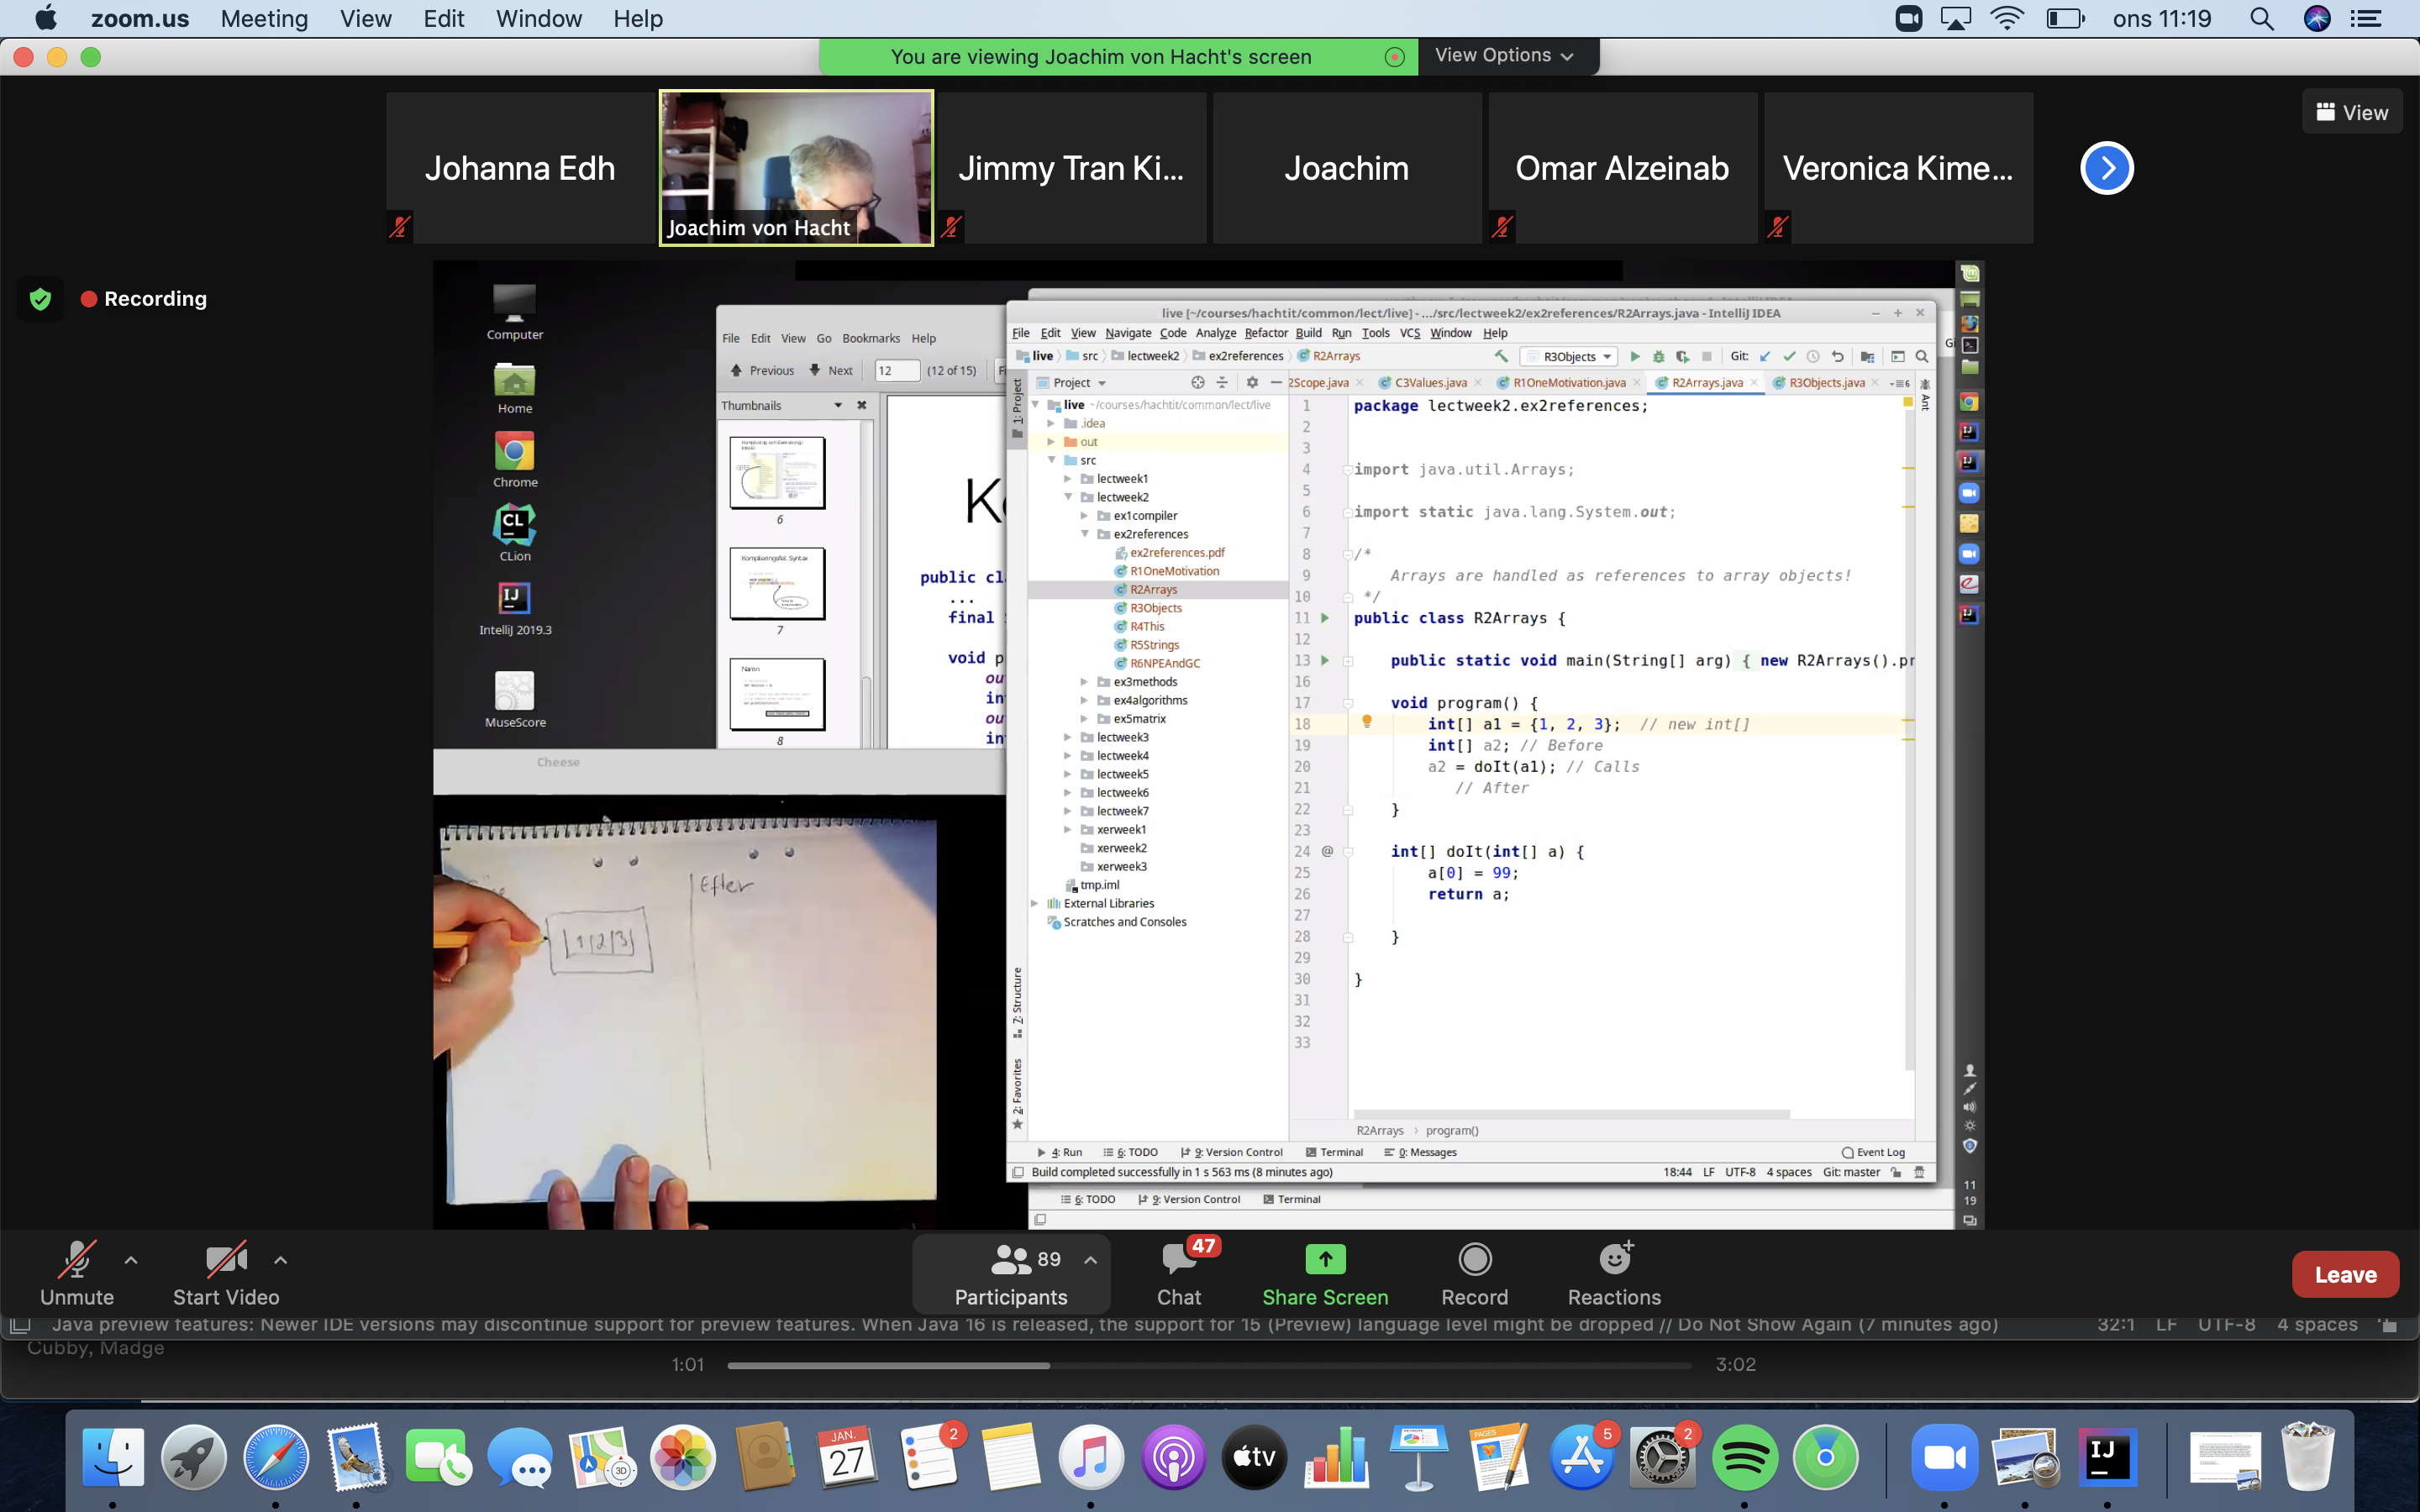 zoom.us Meeting View Edit Window Help
ons 11:19
You are viewing Joachim von Hacht's screen
View Options
View
Johanna Edh
Joachim von Hacht
Jimmy Tran Ki...
Joachim
Omar Alzeinab
Veronica Kime...
Recording
Computer
Home
Chrome
CL
CLion
IJ
IntelliJ 2019.3
MuseScore
File Edit View Go Bookmarks Help
Previous Next 12 (12 of 15)
Thumbnails
6
Kompileringsfel: Syntax
7
Namn
8
public cl
...
final
void p
ou
in
ou
in
Cheese
Efter
1 2 3
live [~/courses/hachtit/common/lect/live] - .../src/lectweek2/ex2references/R2Arrays.java - IntelliJ IDEA
File Edit View Navigate Code Analyze Refactor Build Run Tools VCS Window Help
live src lectweek2 ex2references R2Arrays
R3Objects
Git:
1: Project
Project
2Scope.java C3Values.java R1OneMotivation.java R2Arrays.java R3Objects.java
Ant
live ~/courses/hachtit/common/lect/live
.idea
out
src
lectweek1
lectweek2
ex1compiler
ex2references
ex2references.pdf
R1OneMotivation
R2Arrays
R3Objects
R4This
R5Strings
R6NPEAndGC
ex3methods
ex4algorithms
ex5matrix
lectweek3
lectweek4
lectweek5
lectweek6
lectweek7
xerweek1
xerweek2
xerweek3
tmp.iml
External Libraries
Scratches and Consoles
7: Structure
2: Favorites
1 package lectweek2.ex2references;
2
3
4 import java.util.Arrays;
5
6 import static java.lang.System.out;
7
8 /*
9 Arrays are handled as references to array objects!
10 */
11 public class R2Arrays {
12
13 public static void main(String[] arg) { new R2Arrays().pr
16
17 void program() {
18 int[] a1 = {1, 2, 3}; // new int[]
19 int[] a2; // Before
20 a2 = doIt(a1); // Calls
21 // After
22 }
23
24 @ int[] doIt(int[] a) {
25 a[0] = 99;
26 return a;
27
28 }
29
30 }
31
32
33
R2Arrays program()
4: Run 6: TODO 9: Version Control Terminal 0: Messages Event Log
Build completed successfully in 1 s 563 ms (8 minutes ago) 18:44 LF UTF-8 4 spaces Git: master
6: TODO 9: Version Control Terminal
11
19
Unmute
Start Video
89
Participants
47
Chat
Share Screen
Record
Reactions
Leave
Java preview features: Newer IDE versions may discontinue support for preview features. When Java 16 is released, the support for 15 (Preview) language level might be dropped // Do Not Show Again (7 minutes ago) 32:1 LF UTF-8 4 spaces
Cubby, Madge
1:01
3:02
3D
JAN.
27
2
tv
PAGES
5
2
IJ